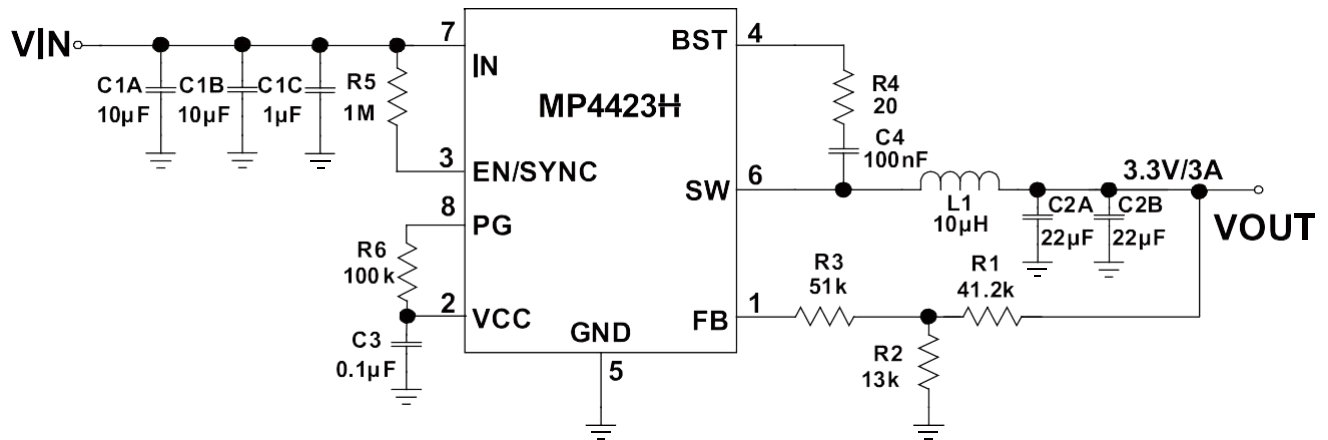 VIN
C1A
10µF
C1B
10µF
C1C
1µF
R5
1M
7
IN
MP4423H
BST
4
R4
20
C4
100nF
3
EN/SYNC
SW
6
L1
10µH
3.3V/3A
C2A
22µF
C2B
22µF
VOUT
8
PG
R6
100k
2
VCC
C3
0.1µF
GND
5
FB
1
R3
51k
R1
41.2k
R2
13k